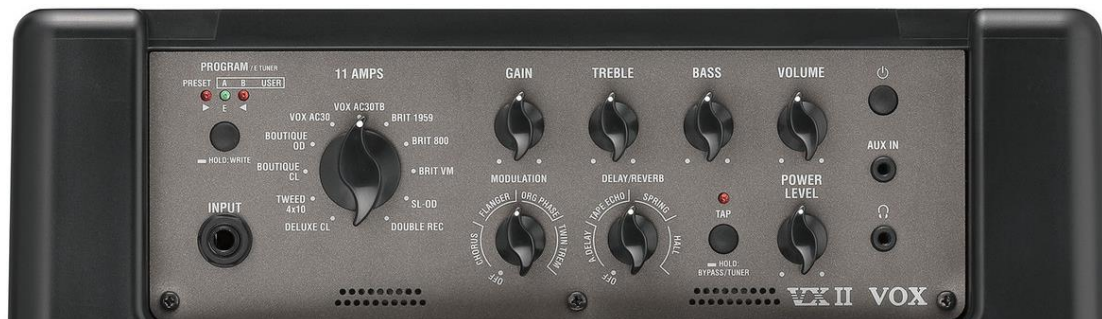 PROGRAM / E TUNER
PRESET A B USER
E
HOLD: WRITE
INPUT
11 AMPS
VOX AC30TB
VOX AC30
BRIT 1959
BOUTIQUE OD
BRIT 800
BOUTIQUE CL
BRIT VM
TWEED 4x10
SL-OD
DELUXE CL
DOUBLE REC
GAIN
TREBLE
BASS
VOLUME
AUX IN
MODULATION
OFF CHORUS FLANGER ORG PHASE TWIN TREM
DELAY/REVERB
OFF A.DELAY TAPE ECHO SPRING HALL
TAP
HOLD:
BYPASS/TUNER
POWER
LEVEL
VX II VOX